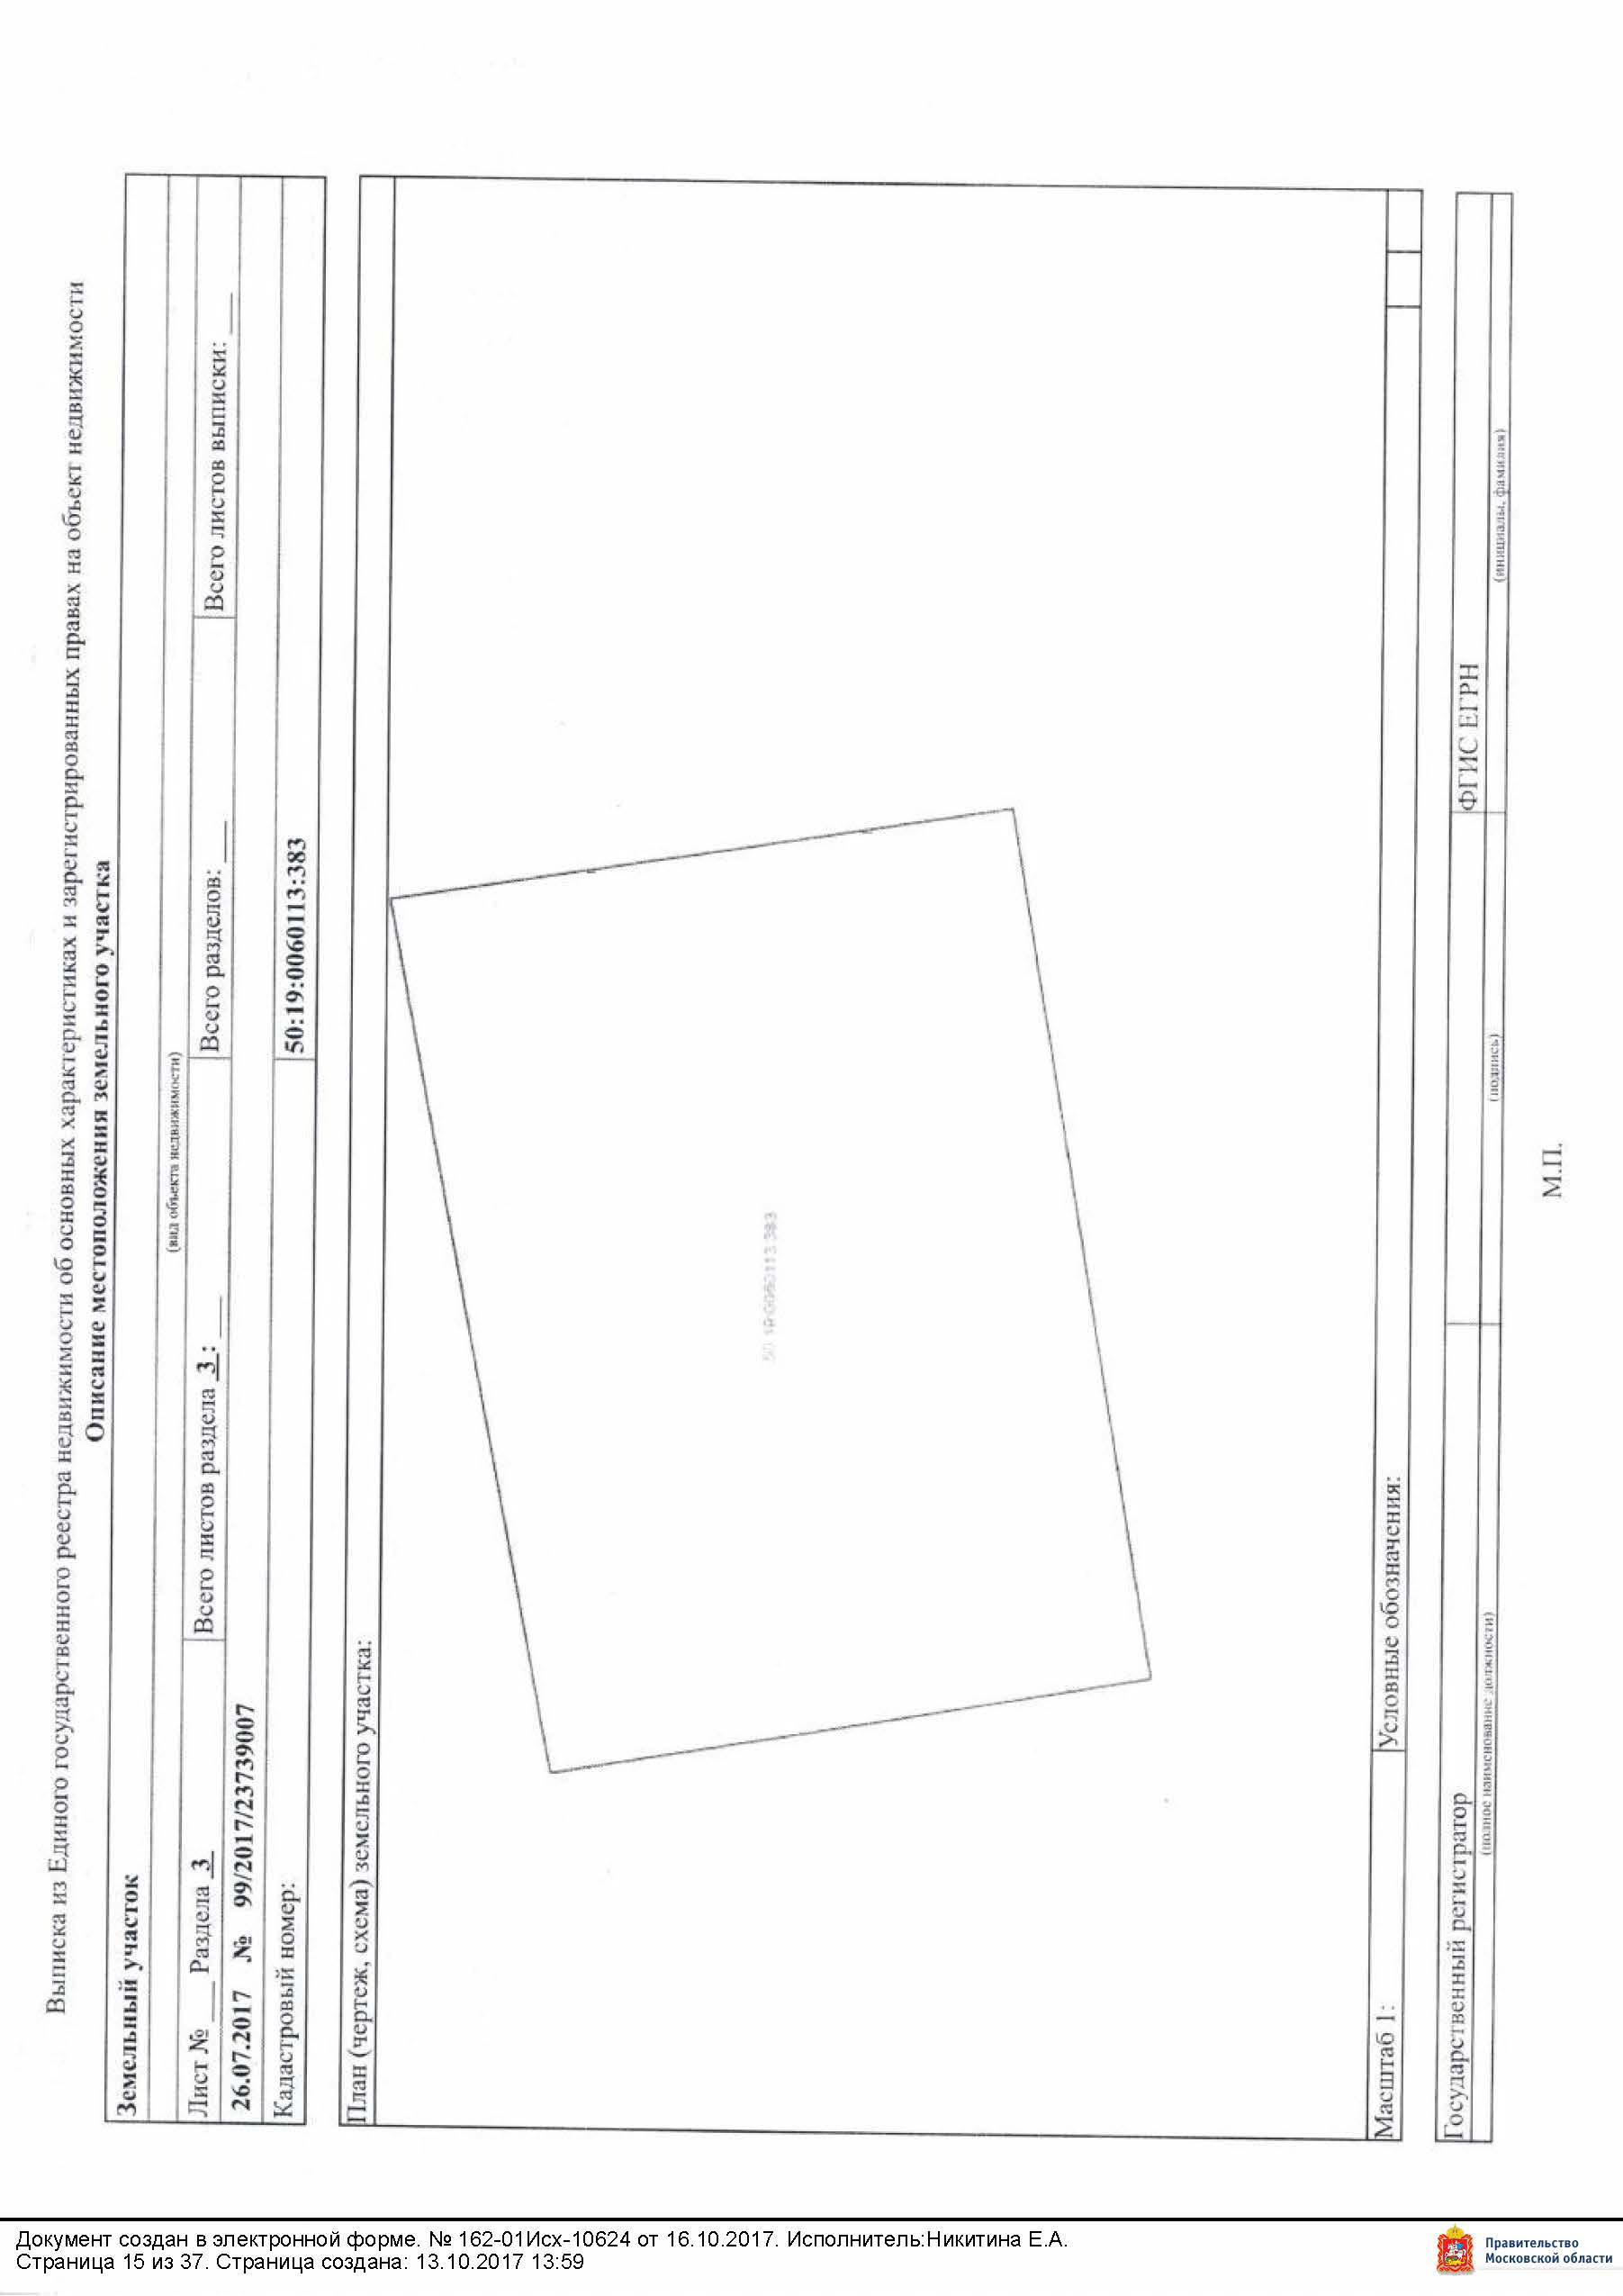 Выписка из Единого государственного реестра недвижимости об основных характеристиках и зарегистрированных правах на объект недвижимости
Описание местоположения земельного участка
Земельный участок
(вид объекта недвижимости)
Лист № ___ Раздела 3 Всего листов раздела 3 : ___ Всего разделов: ___ Всего листов выписки: ___
26.07.2017 № 99/2017/23739007
Кадастровый номер: 50:19:0060113:383
План (чертеж, схема) земельного участка:
50:19:0060113:383
Масштаб 1: Условные обозначения:
Государственный регистратор ФГИС ЕГРН
(полное наименование должности) (подпись) (инициалы, фамилия)
М.П.
Документ создан в электронной форме. № 162-01Исх-10624 от 16.10.2017. Исполнитель:Никитина Е.А.
Страница 15 из 37. Страница создана: 13.10.2017 13:59
Правительство
Московской области